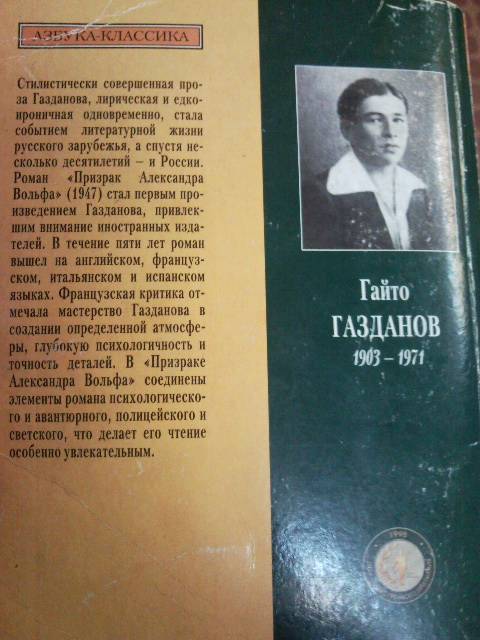 АЗБУКА-КЛАССИКА
Стилистически совершенная про-
за Газданова, лирическая и едко-
ироничная одновременно, стала
событием литературной жизни
русского зарубежья, а спустя не-
сколько десятилетий – и России.
Роман «Призрак Александра
Вольфа» (1947) стал первым про-
изведением Газданова, привлек-
шим внимание иностранных изда-
телей. В течение пяти лет роман
вышел на английском, француз-
ском, итальянском и испанском
языках. Французская критика от-
мечала мастерство Газданова в
создании определенной атмосфе-
ры, глубокую психологичность и
точность деталей. В «Призраке
Александра Вольфа» соединены
элементы романа психологическо-
го и авантюрного, полицейского и
светского, что делает его чтение
особенно увлекательным.
Гайто
ГАЗДАНОВ
1903 – 1971